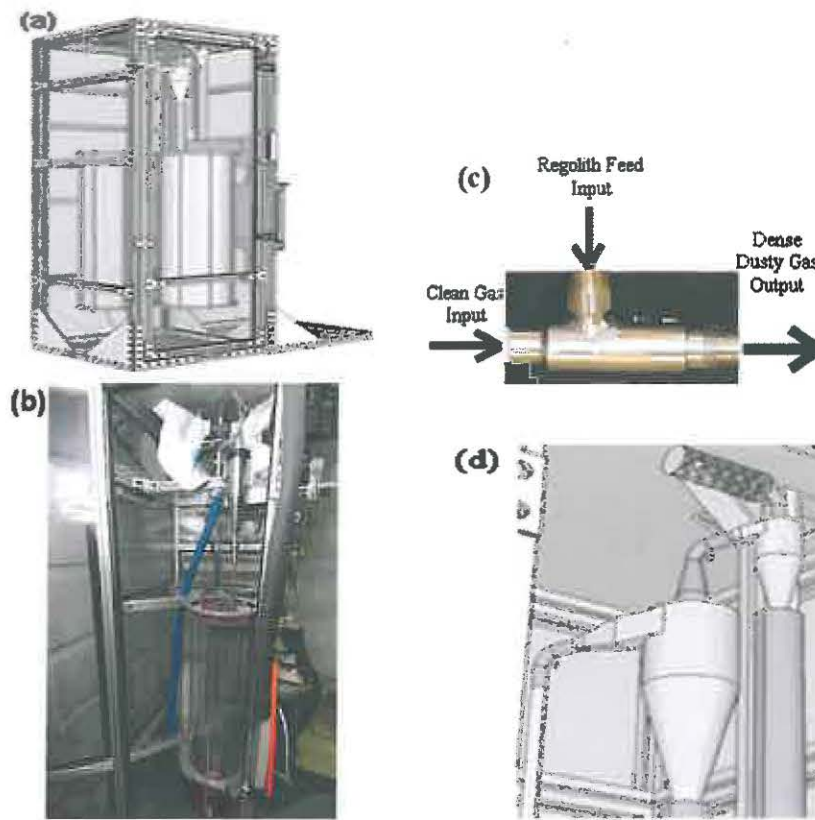 (a)
(c)
Regolith Feed
Input
Dense
Dusty Gas
Output
Clean Gas
Input
(b)
(d)